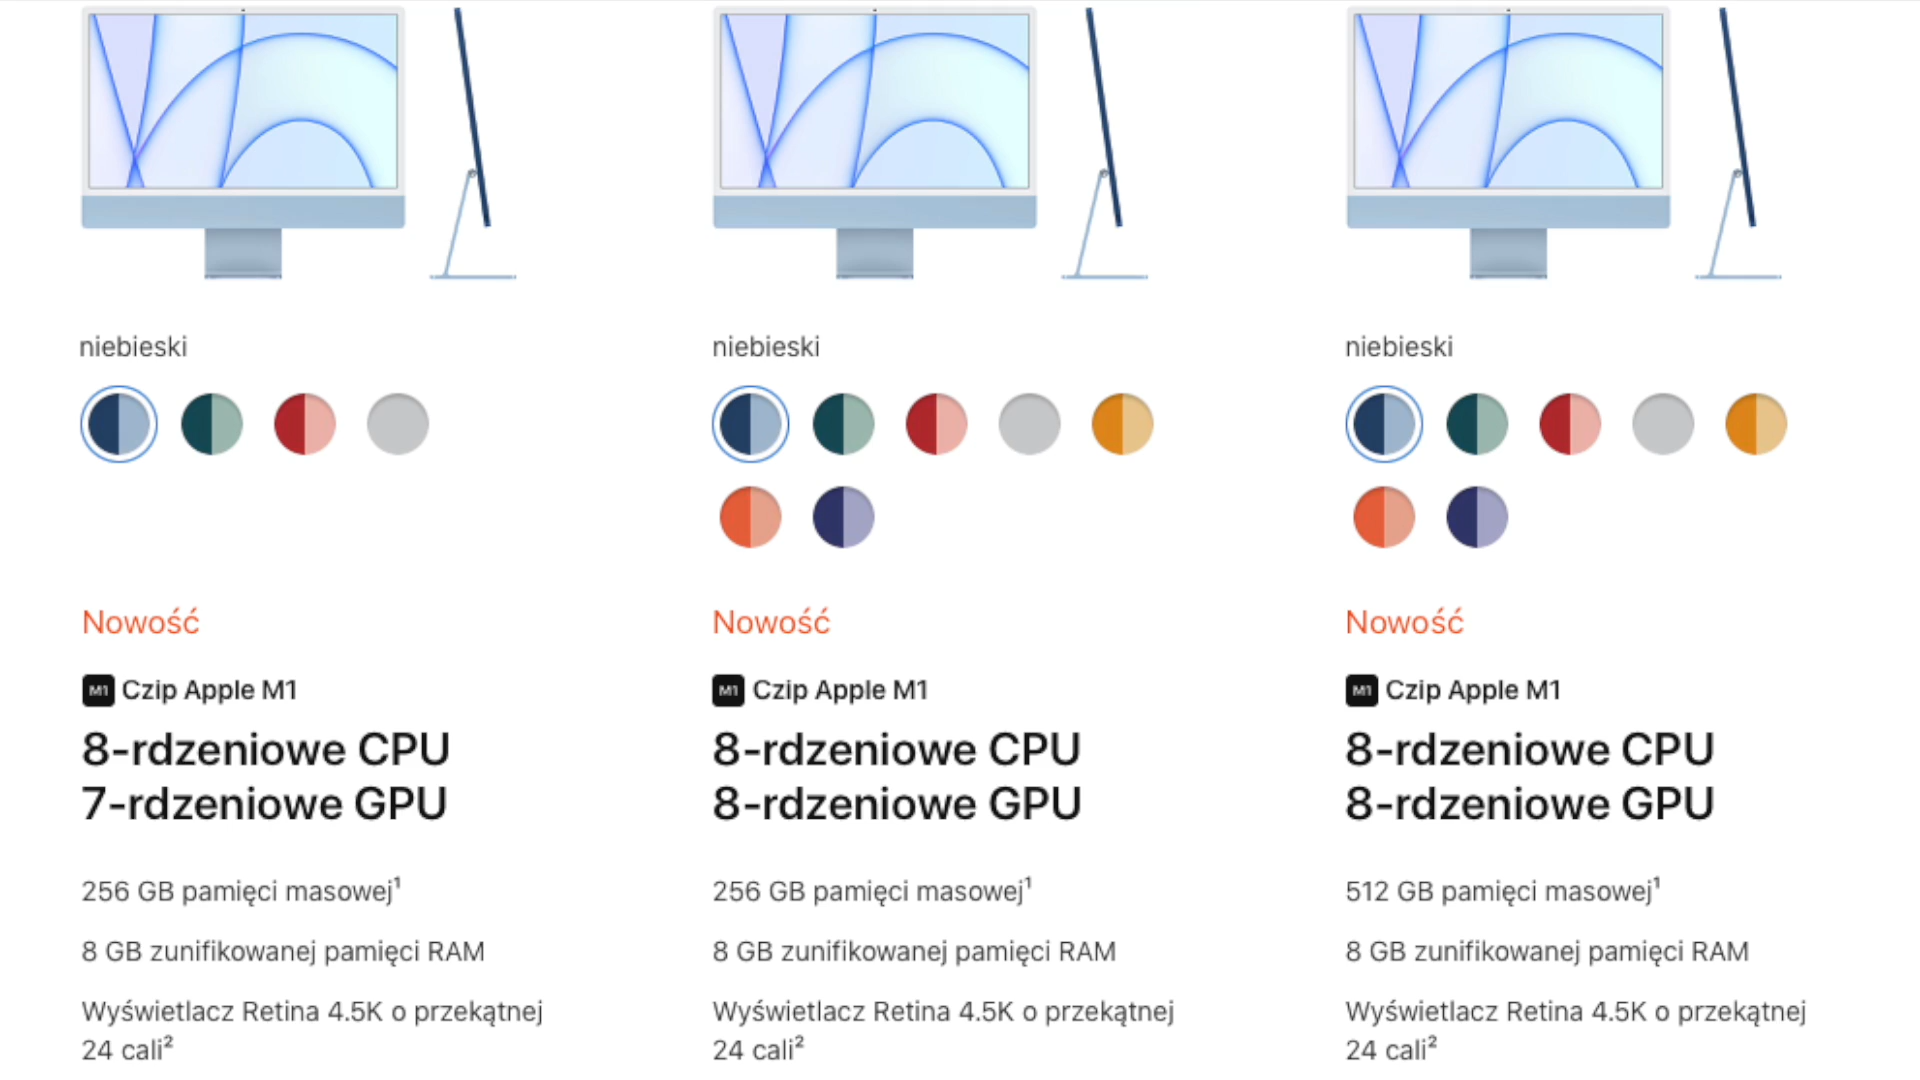 niebieski
Nowość
M1 Czip Apple M1
8-rdzeniowe CPU
7-rdzeniowe GPU
256 GB pamięci masowej¹
8 GB zunifikowanej pamięci RAM
Wyświetlacz Retina 4.5K o przekątnej
24 cali²
niebieski
Nowość
M1 Czip Apple M1
8-rdzeniowe CPU
8-rdzeniowe GPU
256 GB pamięci masowej¹
8 GB zunifikowanej pamięci RAM
Wyświetlacz Retina 4.5K o przekątnej
24 cali²
niebieski
Nowość
M1 Czip Apple M1
8-rdzeniowe CPU
8-rdzeniowe GPU
512 GB pamięci masowej¹
8 GB zunifikowanej pamięci RAM
Wyświetlacz Retina 4.5K o przekątnej
24 cali²